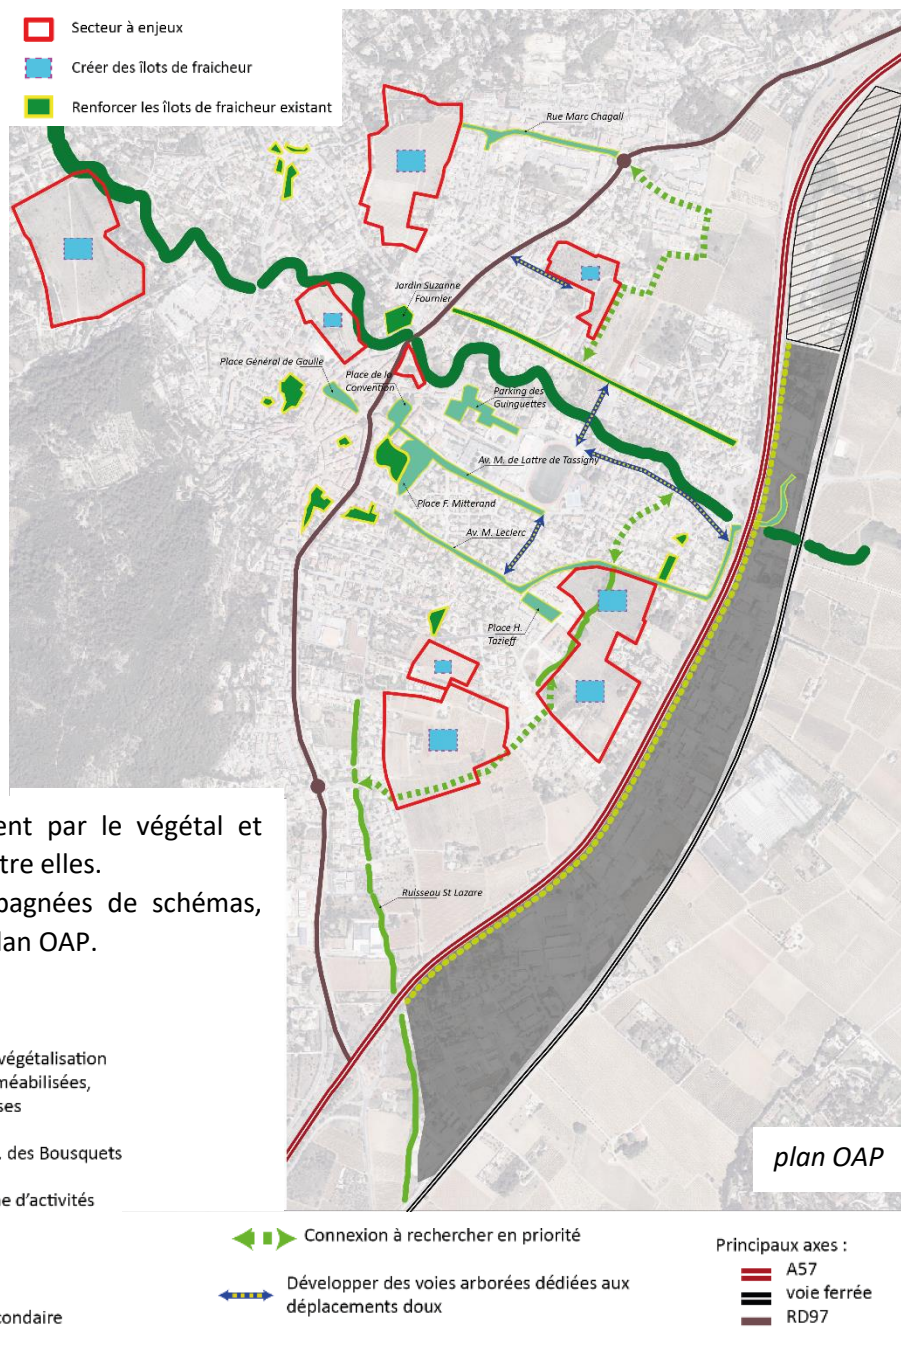 Secteur à enjeux
Créer des îlots de fraicheur
Renforcer les îlots de fraicheur existant
Rue Marc Chagall
Jardin Suzanne
Fournier
Place Général de Gaulle
Place de la
Convention
Parking des
Guinguettes
Av. M. de Lattre de Tassigny
Place F. Mitterand
Av. M. Leclerc
Place H.
Tazieff
ent par le végétal et
tre elles.
pagnées de schémas,
lan OAP.
Ruisseau St Lazare
végétalisation
méabilisées,
ses
, des Bousquets
e d'activités
plan OAP
Connexion à rechercher en priorité
Développer des voies arborées dédiées aux
déplacements doux
condaire
Principaux axes :
A57
voie ferrée
RD97